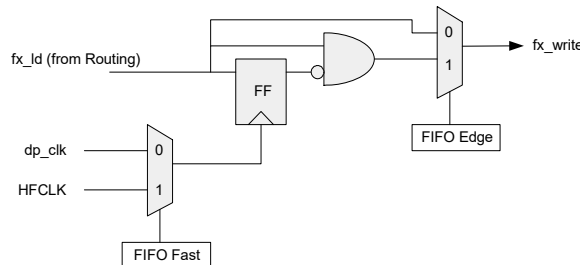 0
fx_ld (from Routing)
fx_write
1
FF
FIFO Edge
dp_clk
0
HFCLK
1
FIFO Fast